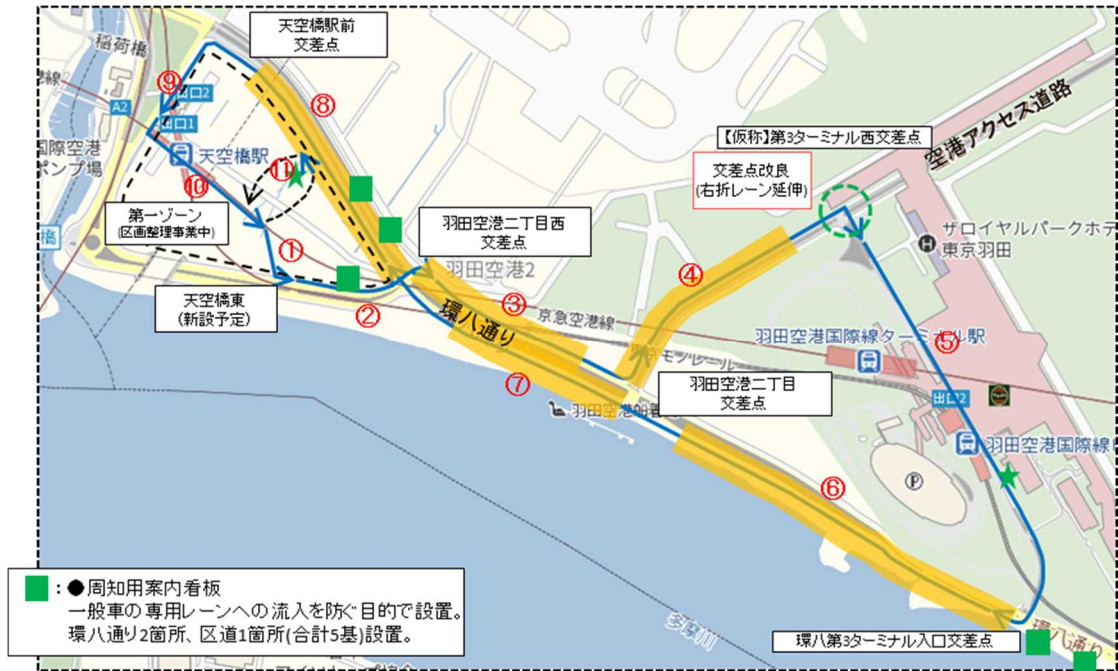 天空橋駅前
交差点
稲荷橋
⑨
⑧
出口2
A2
出口1
国際空港
ポンプ場
天空橋駅
⑩
⑪
第一ゾーン
(区画整理事業中)
橋
①
天空橋東
(新設予定)
②
羽田空港二丁目西
交差点
羽田空港2
③
環八通り
京急空港線
⑦
④
【仮称】第3ターミナル西交差点
交差点改良
(右折レーン延伸)
空港アクセス道路
ザロイヤルパークホテ
東京羽田
羽田空港国際線ターミナル駅
⑤
出口2
羽田空港二丁目
交差点
羽田空港国際線
Ⓟ
⑥
多摩川
環八通り
環八第3ターミナル入口交差点
:●周知用案内看板
一般車の専用レーンへの流入を防ぐ目的で設置。
環八通り2箇所、区道1箇所(合計5基)設置。